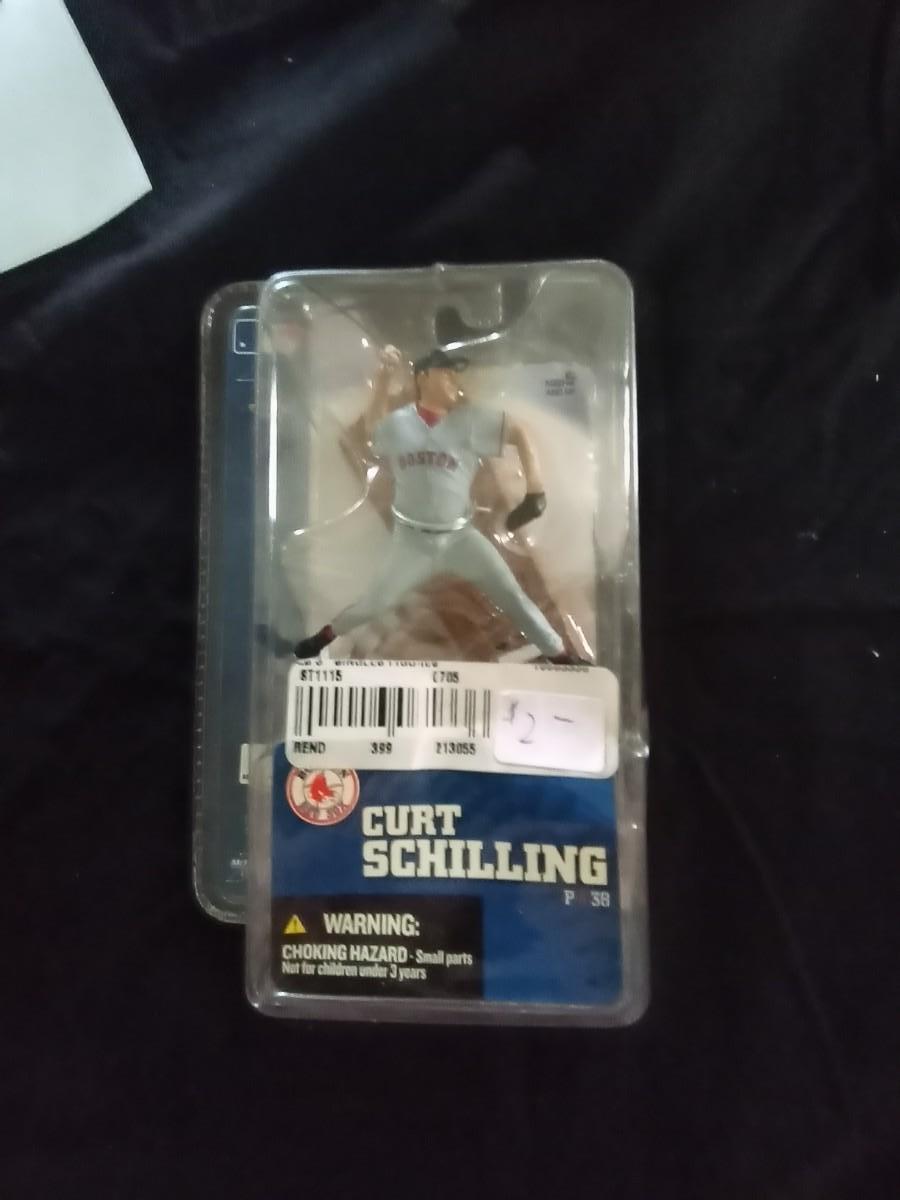 BOSTON
ST1115 C705
REND 399 213055
$2-
CURT
SCHILLING
P 38
WARNING:
CHOKING HAZARD - Small parts
Not for children under 3 years